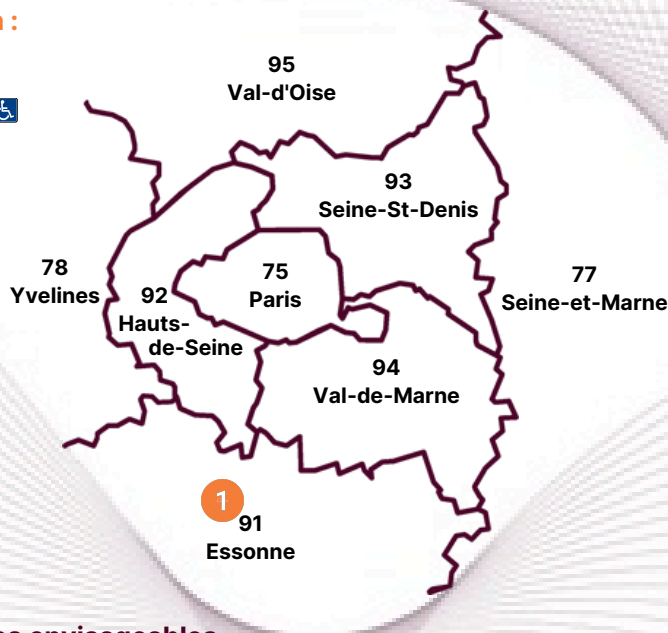 :
95
Val-d'Oise
93
Seine-St-Denis
78
Yvelines
92
Hauts-
de-Seine
75
Paris
77
Seine-et-Marne
94
Val-de-Marne
1
91
Essonne
envisageables